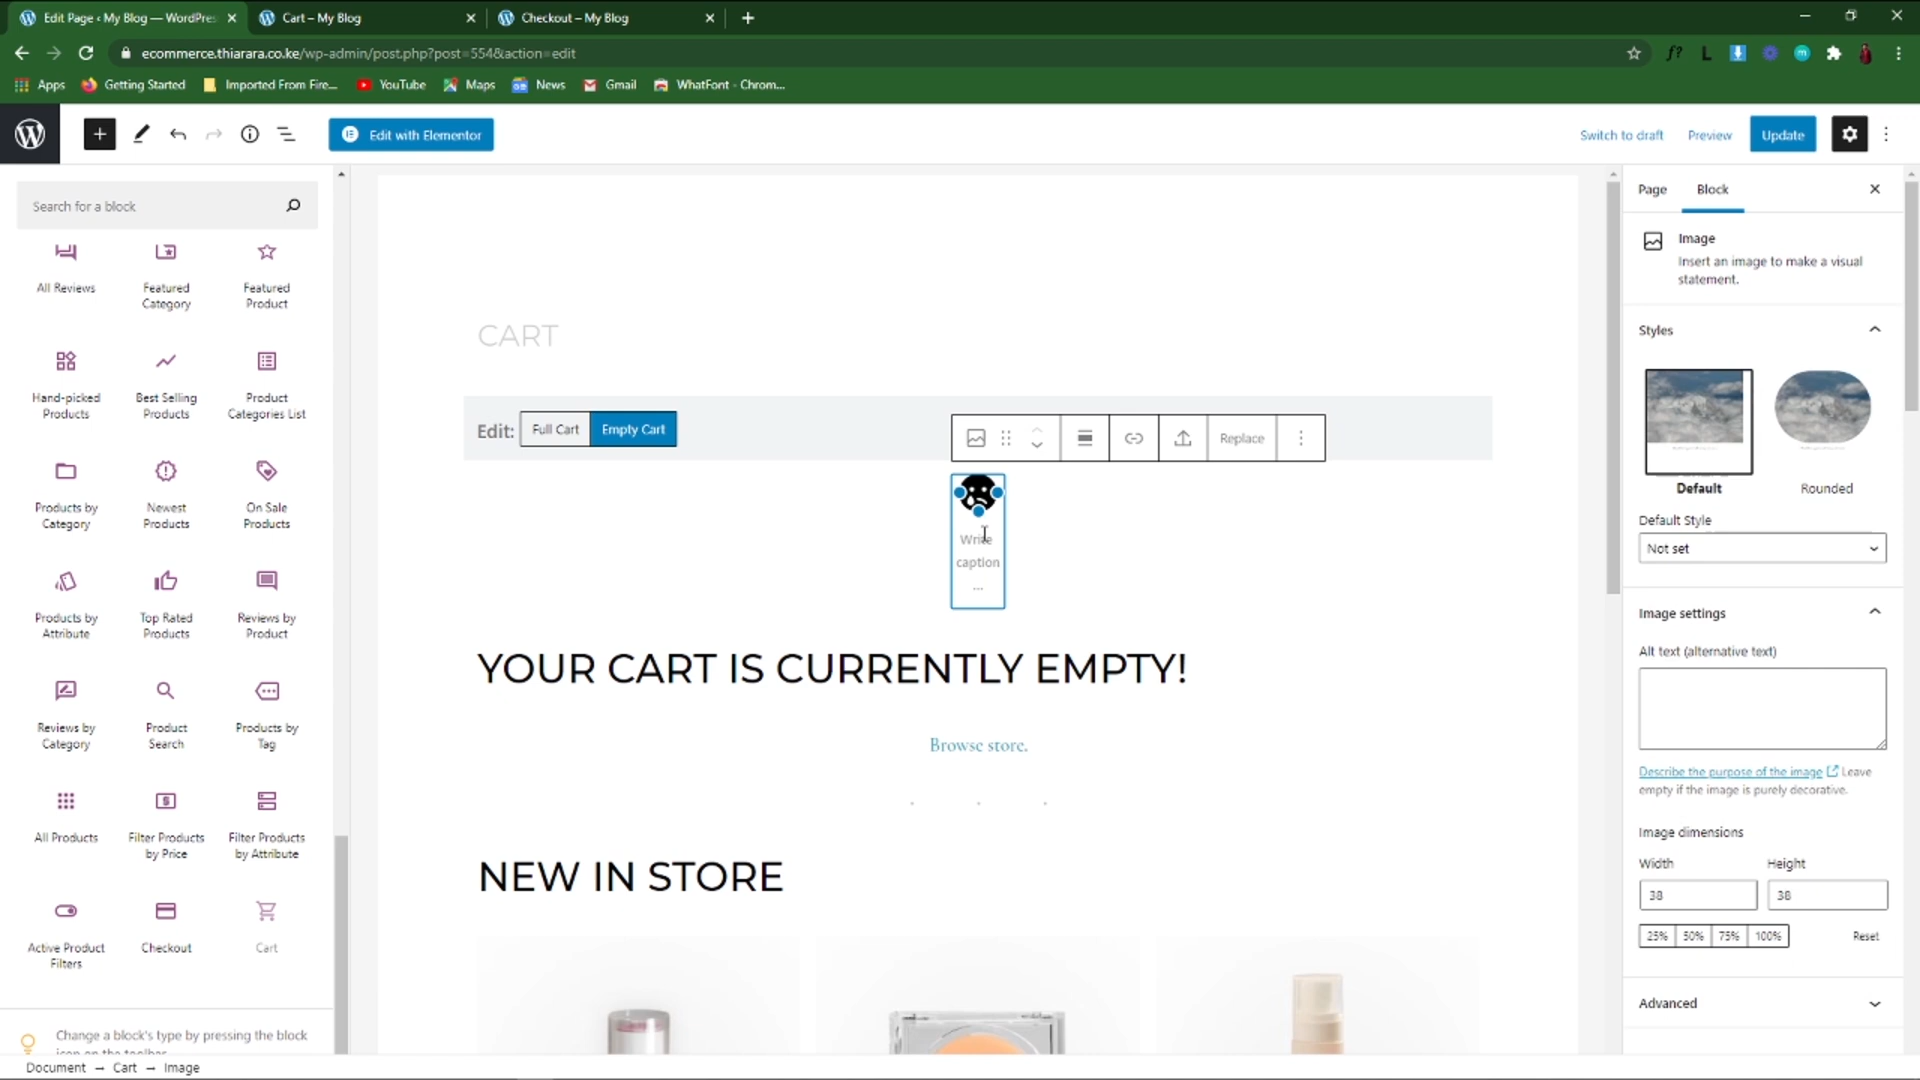 Edit Page ‹ My Blog — WordPres
Cart – My Blog
Checkout – My Blog
ecommerce.thiarara.co.ke/wp-admin/post.php?post=554&action=edit
Apps
Getting Started
Imported From Fire...
YouTube
Maps
News
Gmail
WhatFont - Chrom...
Edit with Elementor
Switch to draft
Preview
Update
Search for a block
All Reviews
Featured
Category
Featured
Product
Hand-picked
Products
Best Selling
Products
Product
Categories List
Products by
Category
Newest
Products
On Sale
Products
Products by
Attribute
Top Rated
Products
Reviews by
Product
Reviews by
Category
Product
Search
Products by
Tag
All Products
Filter Products
by Price
Filter Products
by Attribute
Active Product
Filters
Checkout
Cart
Change a block's type by pressing the block
icon on the toolbar.
Document → Cart → Image
CART
Edit:
Full Cart
Empty Cart
Replace
Write
caption
...
YOUR CART IS CURRENTLY EMPTY!
Browse store.
NEW IN STORE
Page
Block
Image
Insert an image to make a visual
statement.
Styles
Default
Rounded
Default Style
Not set
Image settings
Alt text (alternative text)
Describe the purpose of the image Leave
empty if the image is purely decorative.
Image dimensions
Width
Height
38
38
25%
50%
75%
100%
Reset
Advanced